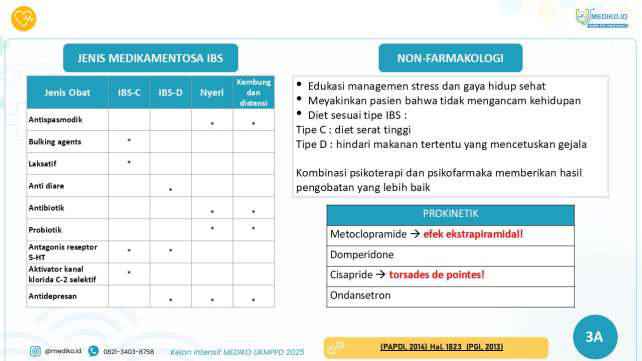 MEDIKO.ID
JENIS MEDIKAMENTOSA IBS
Jenis Obat IBS-C IBS-D Nyeri Kembung dan distensi
Antispasmodik * *
Bulking agents *
Laksatif *
Anti diare *
Antibiotik * *
Probiotik * *
Antagonis reseptor 5-HT * *
Aktivator kanal klorida C-2 selektif *
Antidepresan * * *
NON-FARMAKOLOGI
• Edukasi managemen stress dan gaya hidup sehat
• Meyakinkan pasien bahwa tidak mengancam kehidupan
• Diet sesuai tipe IBS :
Tipe C : diet serat tinggi
Tipe D : hindari makanan tertentu yang mencetuskan gejala
Kombinasi psikoterapi dan psikofarmaka memberikan hasil
pengobatan yang lebih baik
PROKINETIK
Metoclopramide → efek ekstrapiramidal!
Domperidone
Cisapride → torsades de pointes!
Ondansetron
@mediko.id 0821-3403-8758 Kelon Intensif MEDIKO UKMPPD 2025
(PAPDI, 2014) Hal. 1823 (PGI, 2013)
3A